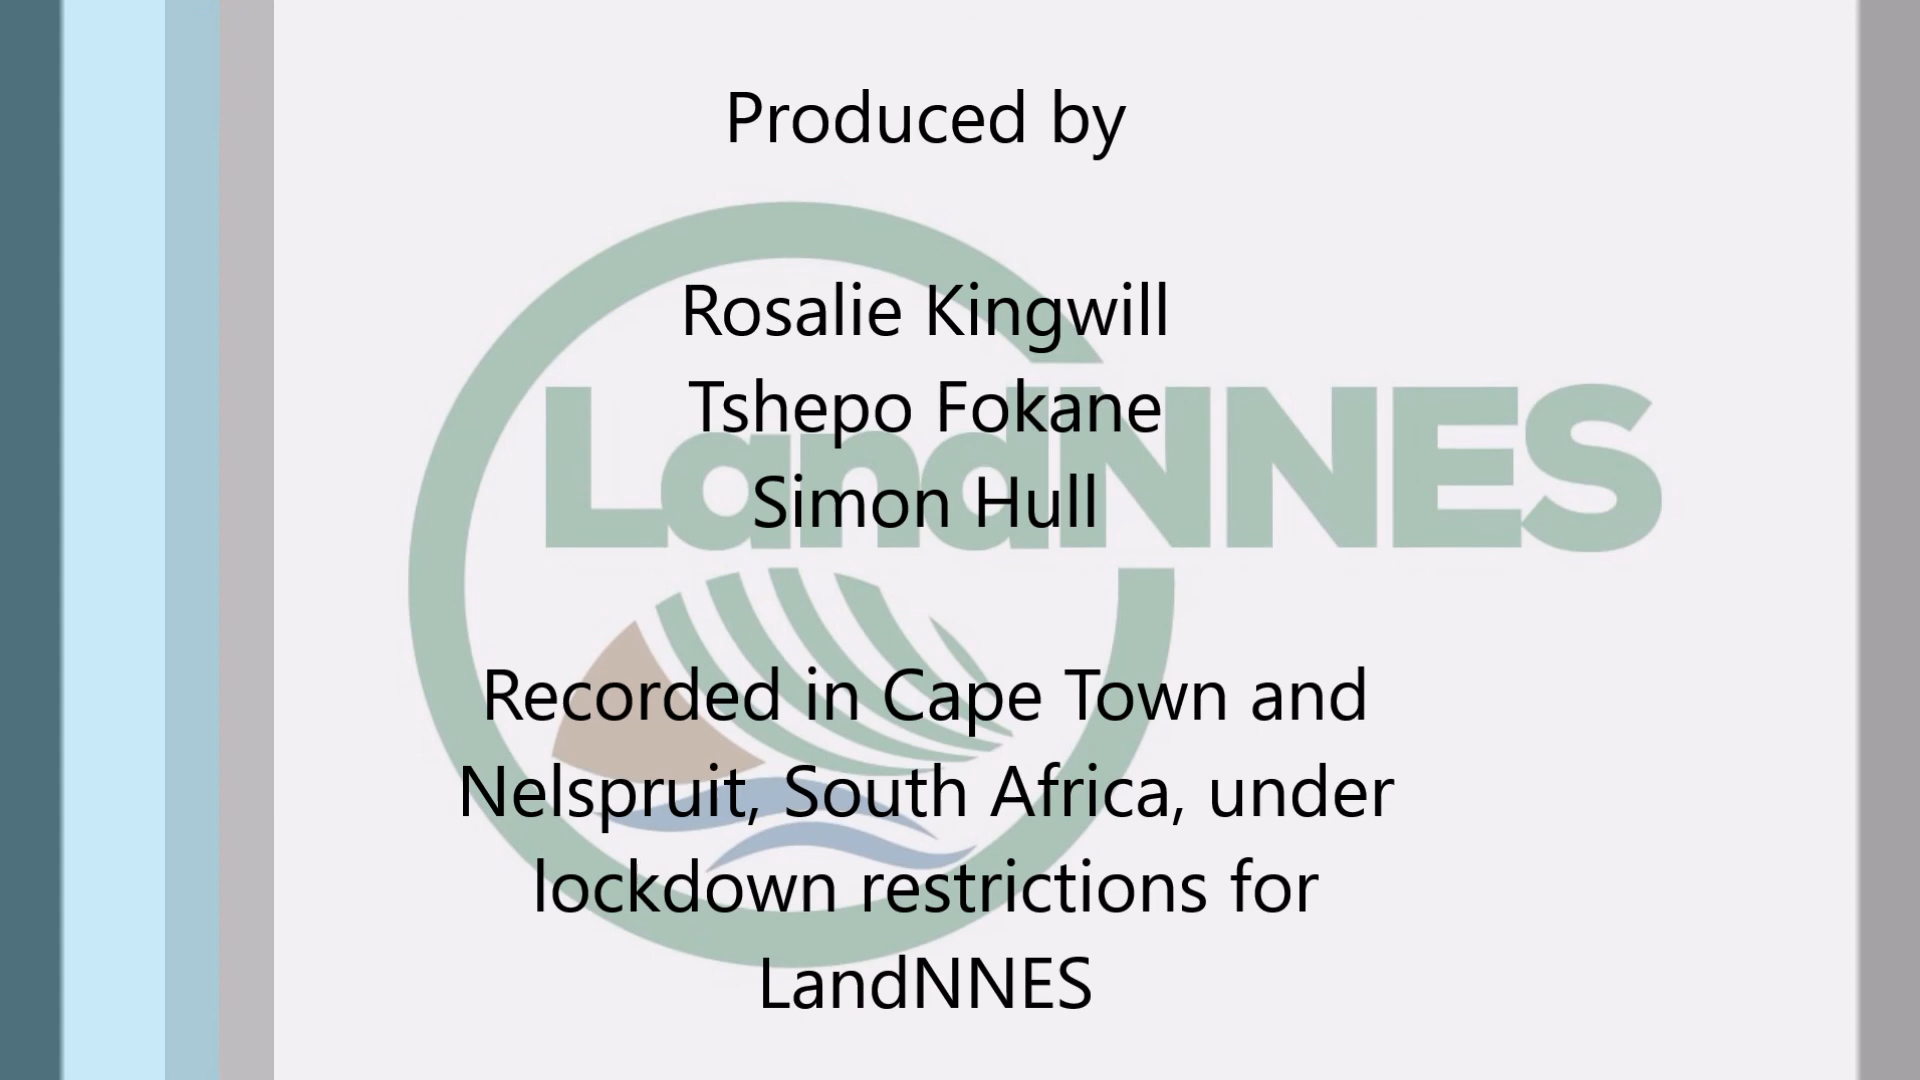 Produced by
Rosalie Kingwill
Tshepo Fokane
Simon Hull
LandNNES
Recorded in Cape Town and
Nelspruit, South Africa, under
lockdown restrictions for
LandNNES